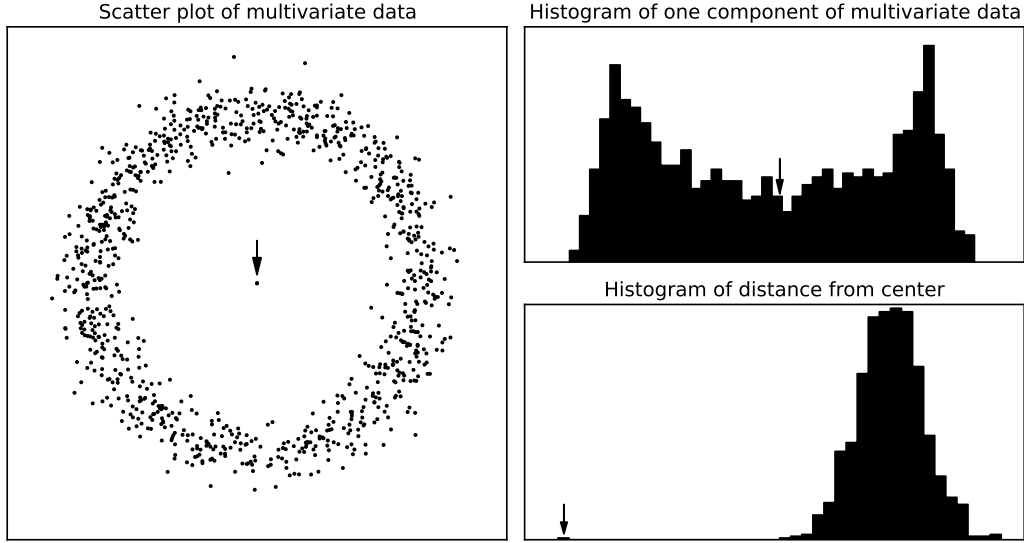 Scatter plot of multivariate data
Histogram of one component of multivariate data
Histogram of distance from center